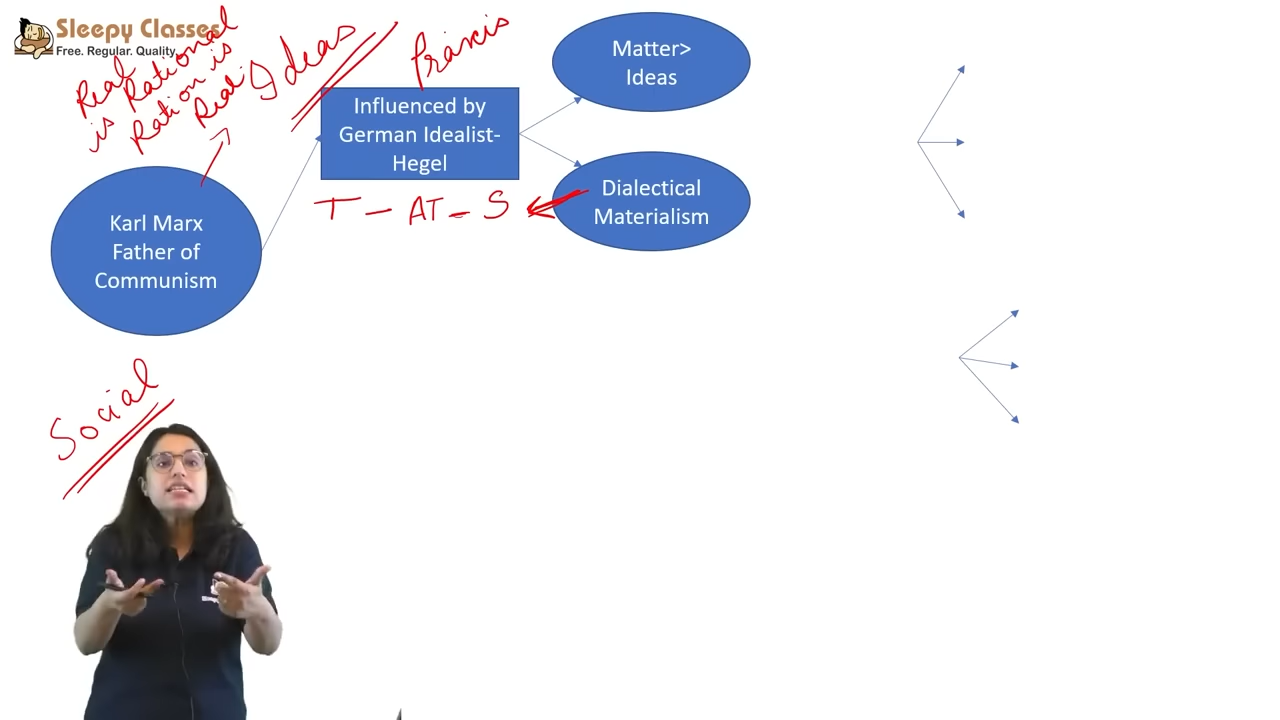 Sleepy Classes
Free. Regular. Quality.
Real
is Rational
Ration is
Real
Ideas
Francis
Influenced by
German Idealist-
Hegel
Matter>
Ideas
Dialectical
Materialism
T - AT - S
Karl Marx
Father of
Communism
Social